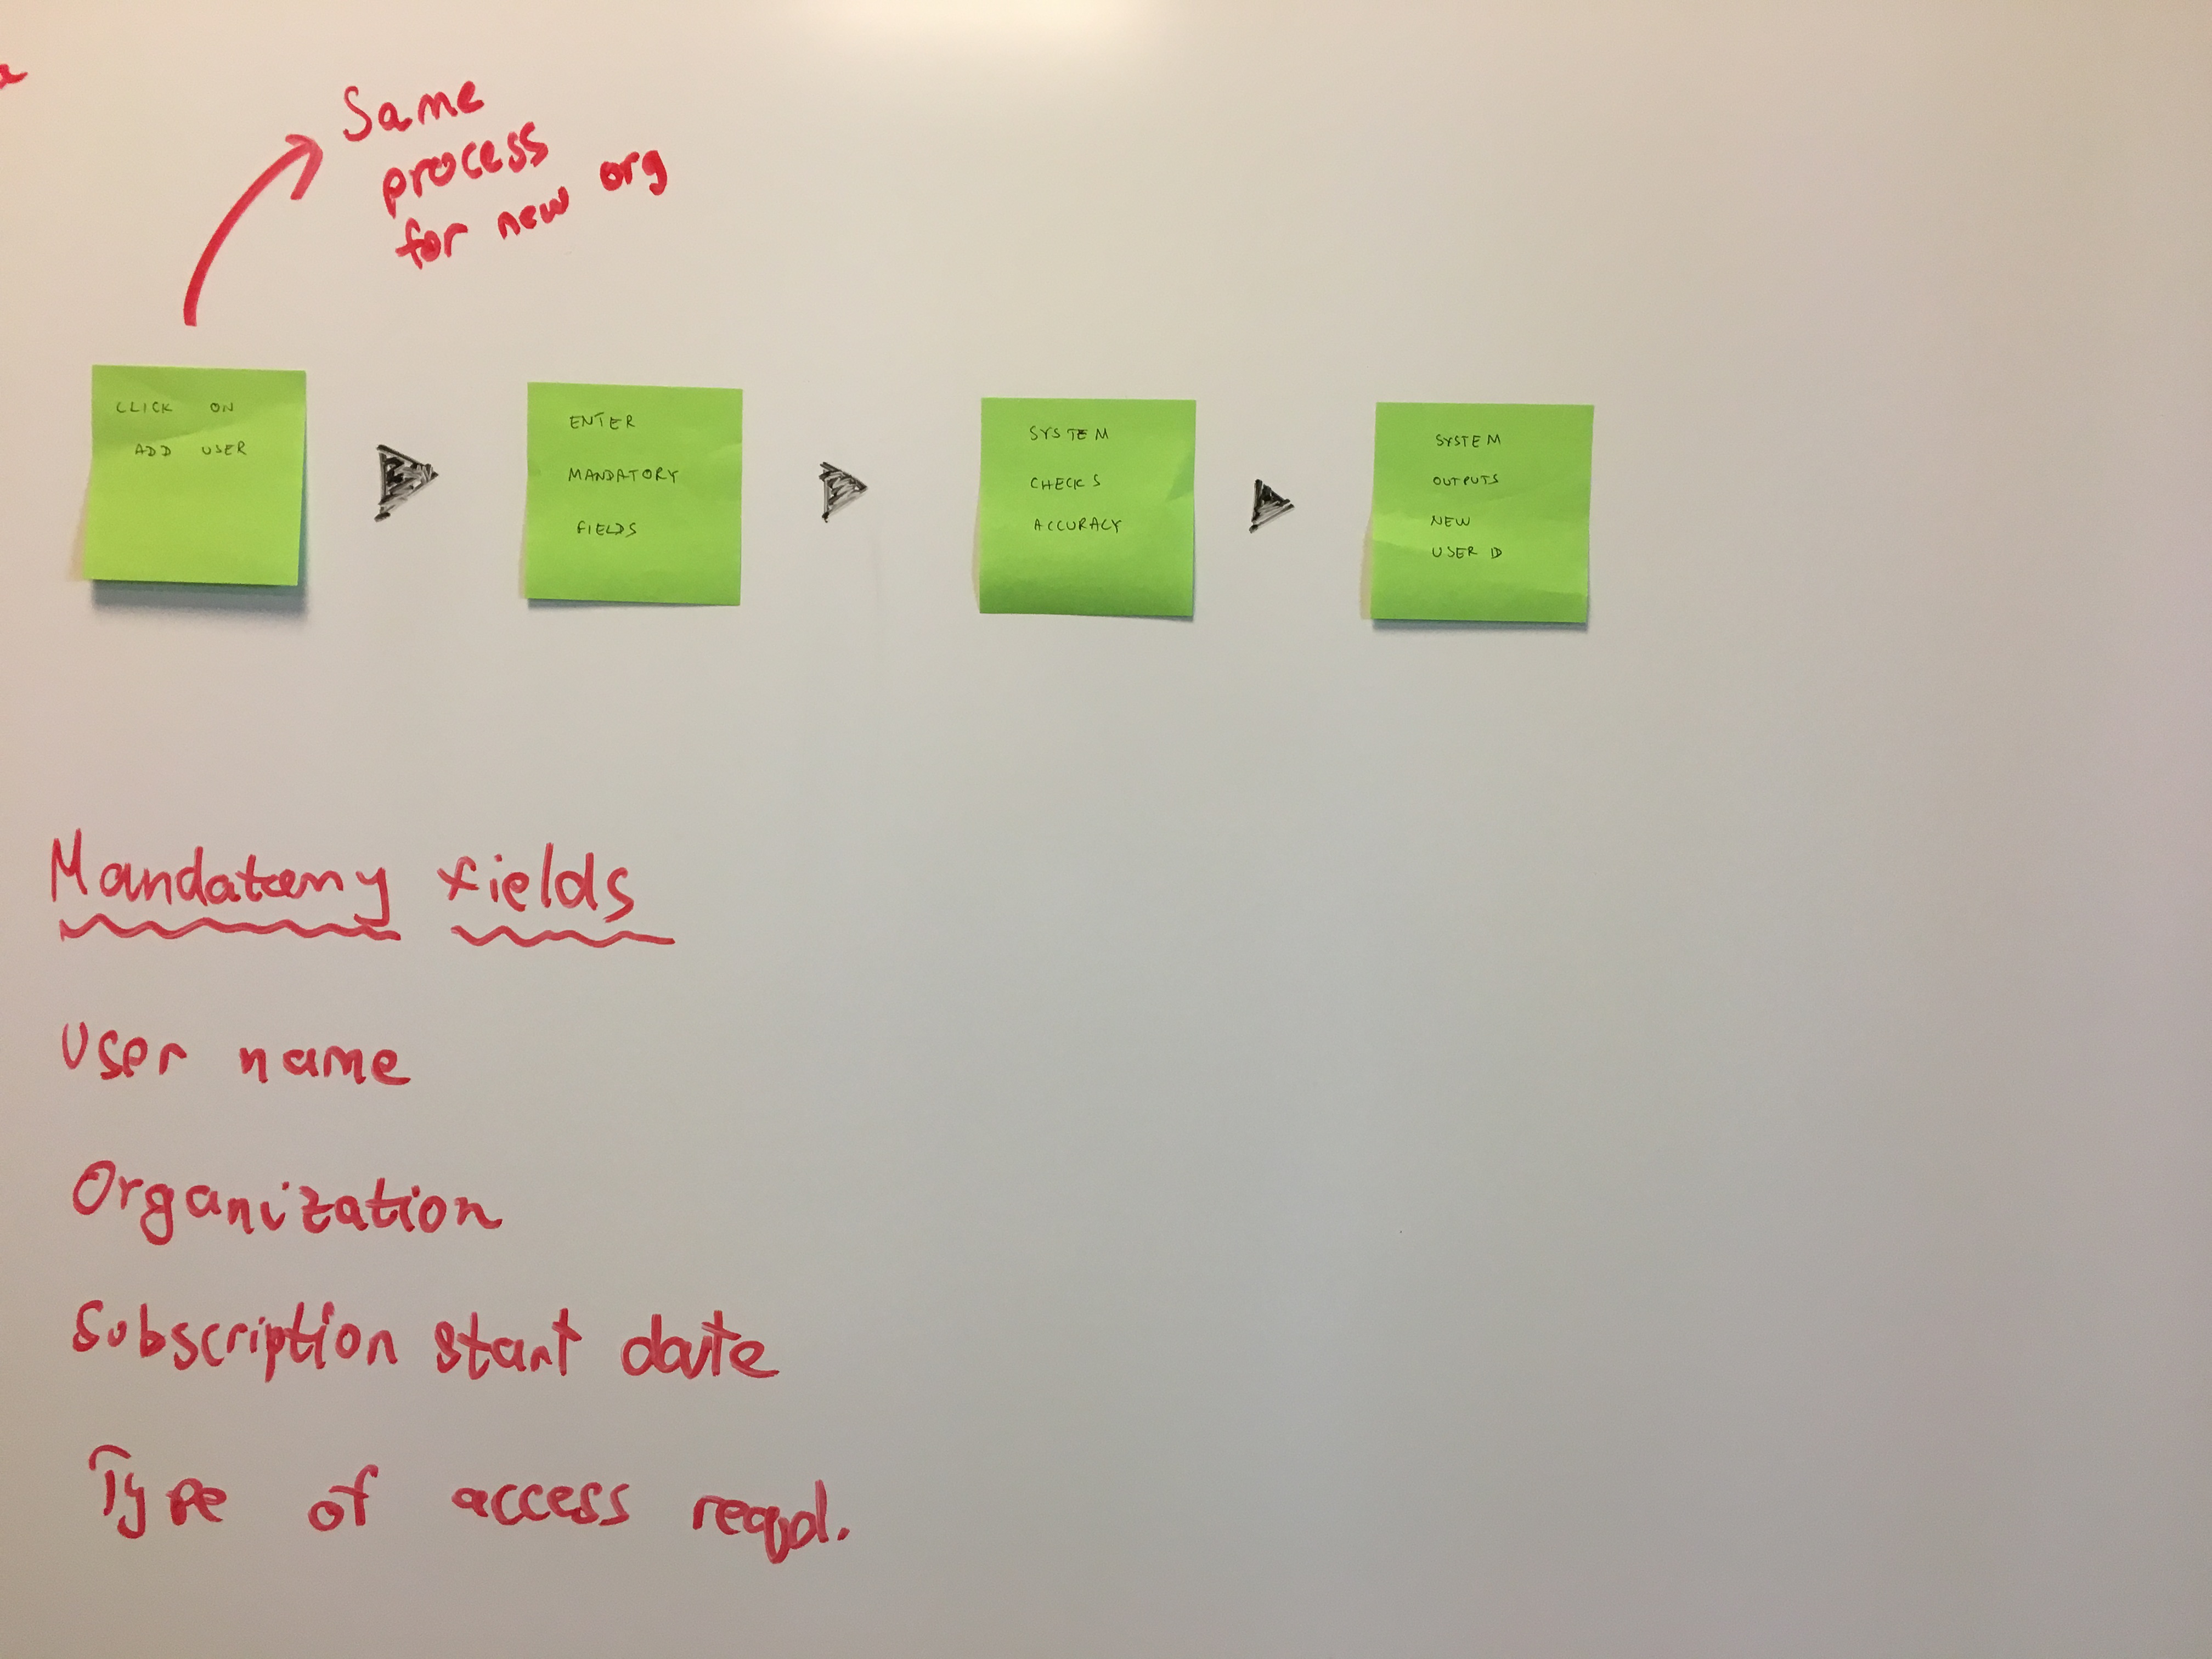 Same
process
for new org
CLICK ON
ADD USER
ENTER
MANDATORY
FIELDS
SYSTEM
CHECKS
ACCURACY
SYSTEM
OUTPUTS
NEW
USER ID
Mandatory fields
User name
Organization
Subscription start date
Type of access reqd.